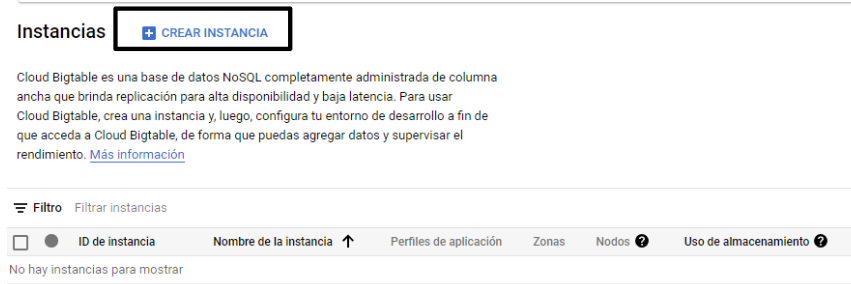 Instancias CREAR INSTANCIA
Cloud Bigtable es una base de datos NoSQL completamente administrada de columna
ancha que brinda replicación para alta disponibilidad y baja latencia. Para usar
Cloud Bigtable, crea una instancia y, luego, configura tu entorno de desarrollo a fin de
que acceda a Cloud Bigtable, de forma que puedas agregar datos y supervisar el
rendimiento. Más información
Filtro Filtrar instancias
ID de instancia Nombre de la instancia ↑ Perfiles de aplicación Zonas Nodos ? Uso de almacenamiento ?
No hay instancias para mostrar